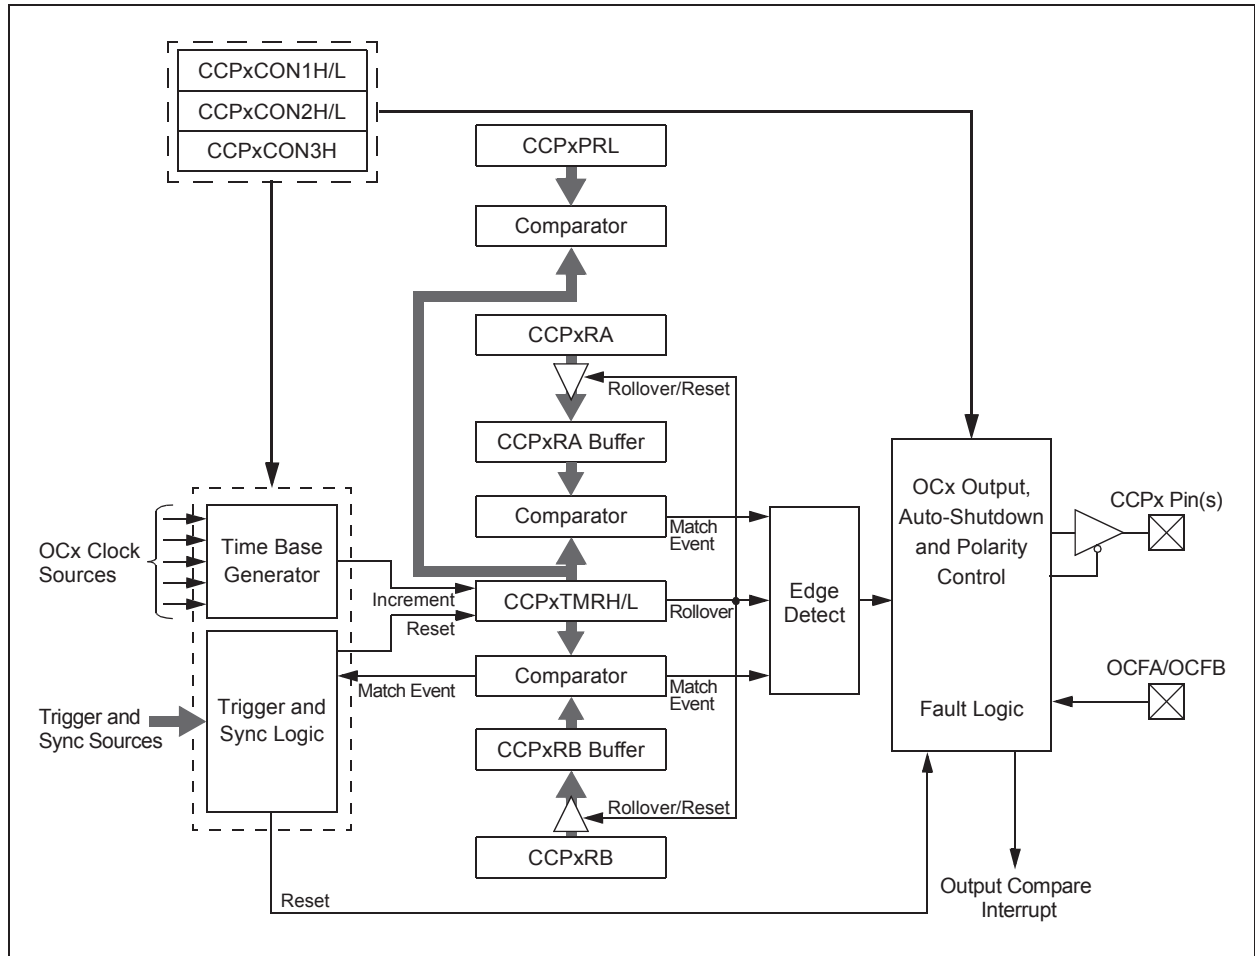 CCPxCON1H/L
CCPxCON2H/L
CCPxCON3H
CCPxPRL
Comparator
CCPxRA
Rollover/Reset
CCPxRA Buffer
Comparator
Match
Event
OCx Clock
Sources
Time Base
Generator
Increment
Reset
CCPxTMRH/L
Rollover
Edge
Detect
OCx Output,
Auto-Shutdown
and Polarity
Control
Fault Logic
CCPx Pin(s)
OCFA/OCFB
Trigger and
Sync Sources
Trigger and
Sync Logic
Match Event
Comparator
Match
Event
CCPxRB Buffer
Rollover/Reset
CCPxRB
Reset
Output Compare
Interrupt